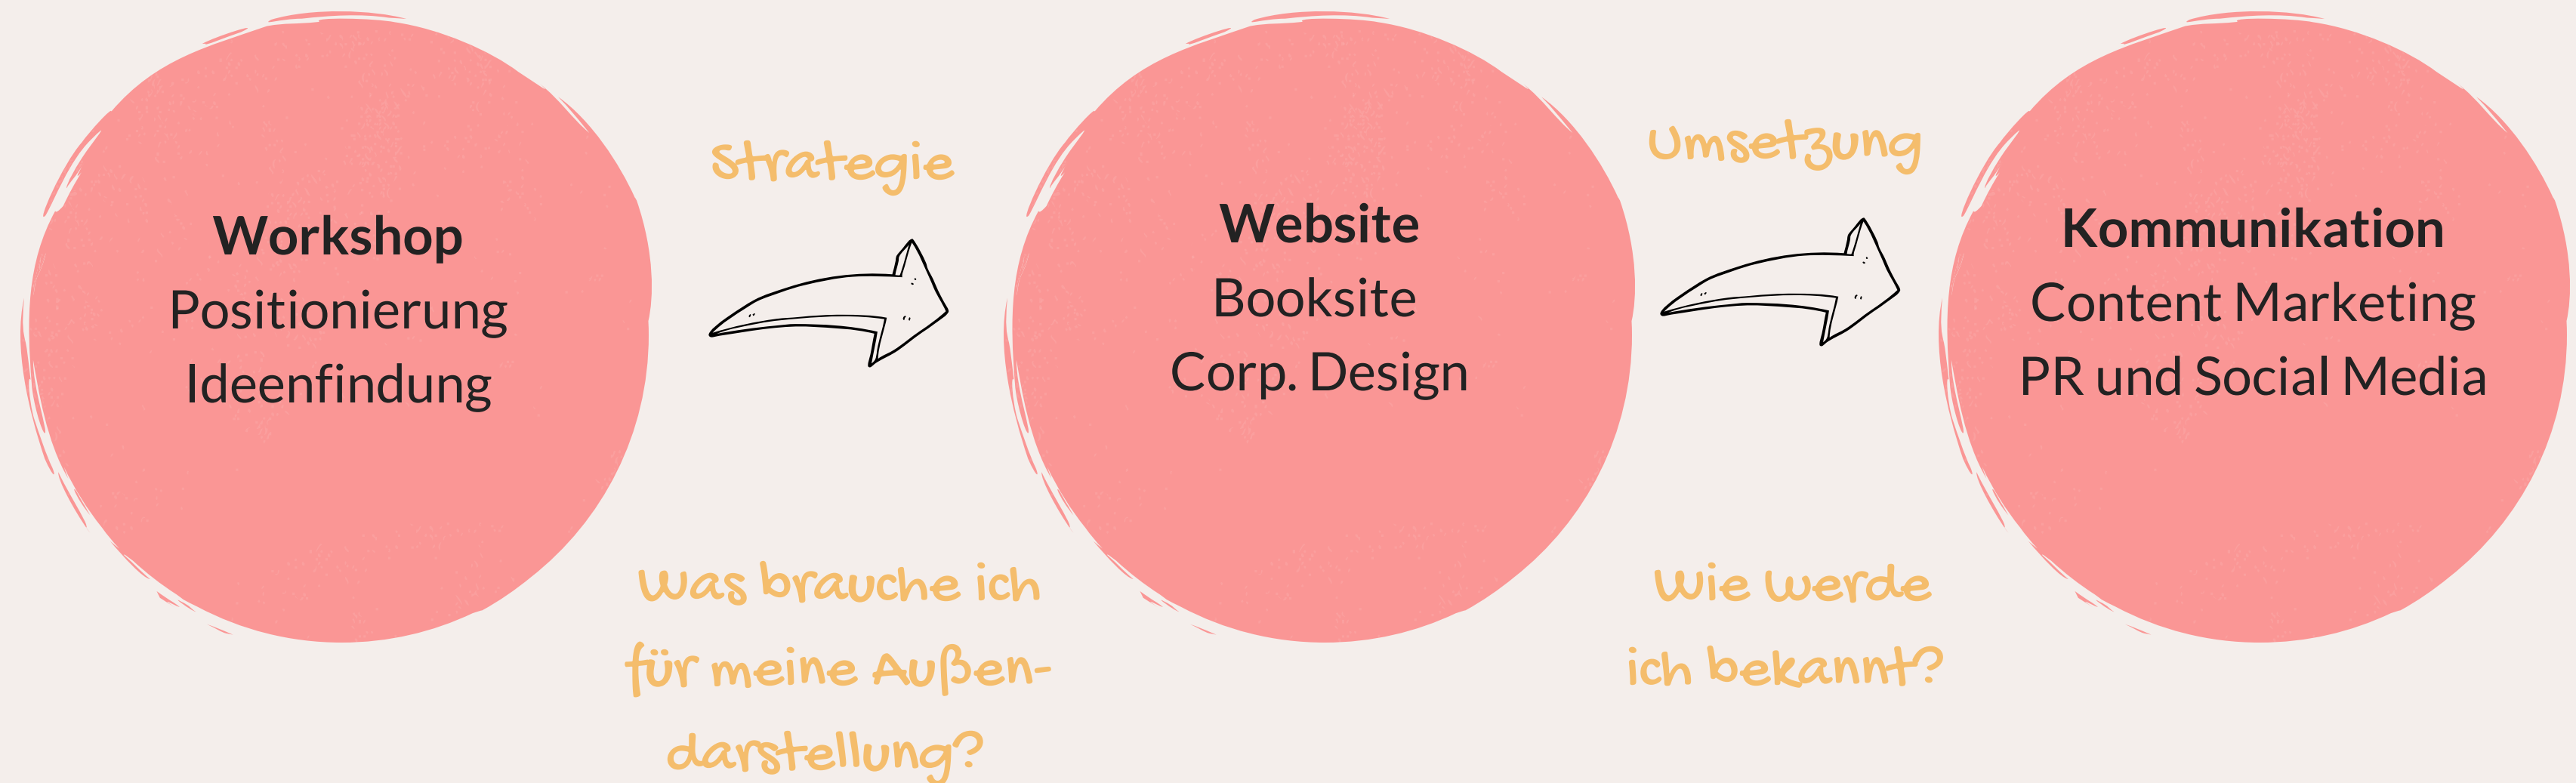 Workshop
Positionierung
Ideenfindung
Strategie
Was brauche ich
für meine Außen-
darstellung?
Website
Booksite
Corp. Design
Umsetzung
Wie werde
ich bekannt?
Kommunikation
Content Marketing
PR und Social Media